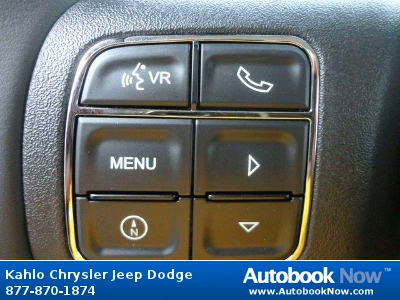 VR
MENU
N
Kahlo Chrysler Jeep Dodge
877-870-1874
Autobook Now™
www.AutobookNow.com